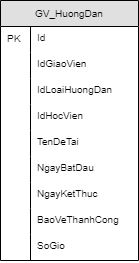 GV_HuongDan
PK Id
IdGiaoVien
IdLoaiHuongDan
IdHocVien
TenDeTai
NgayBatDau
NgayKetThuc
BaoVeThanhCong
SoGio